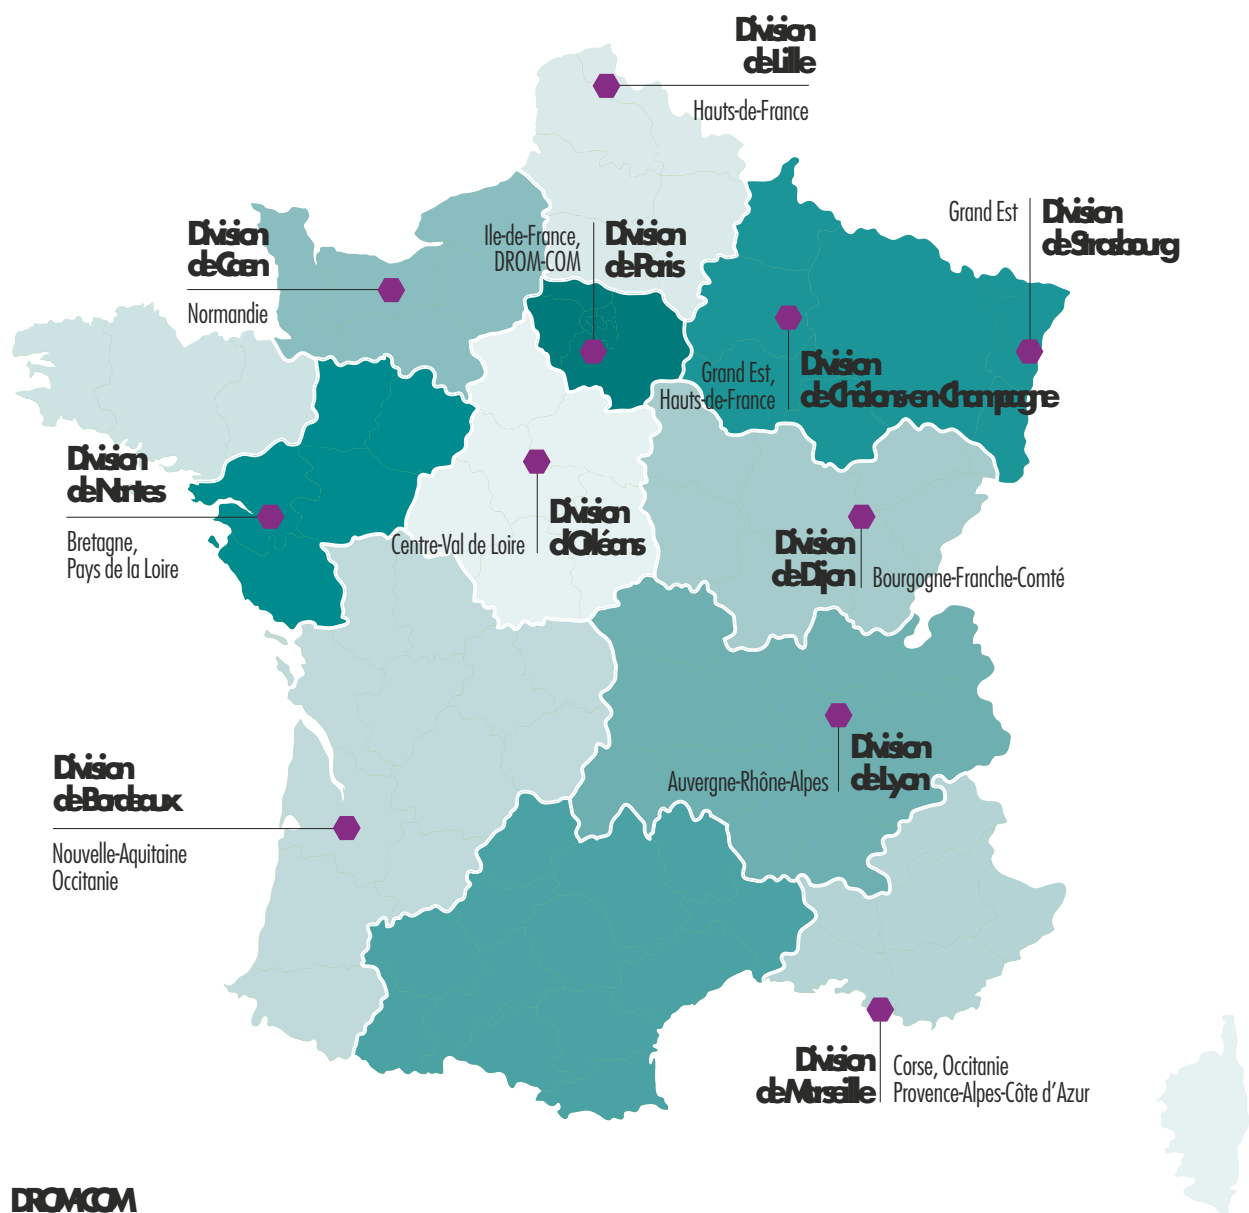 Division
de Lille
Hauts-de-France
Grand Est
Division
de Strasbourg
Division
de Caen
Normandie
Ile-de-France,
DROM-COM
Division
de Paris
Grand Est,
Hauts-de-France
Division
de Châlons-en-Champagne
Division
de Nantes
Bretagne,
Pays de la Loire
Centre-Val de Loire
Division
d'Orléans
Division
de Dijon
Bourgogne-Franche-Comté
Division
de Bordeaux
Nouvelle-Aquitaine
Occitanie
Auvergne-Rhône-Alpes
Division
de Lyon
Division
de Marseille
Corse, Occitanie
Provence-Alpes-Côte d'Azur
DROM-COM